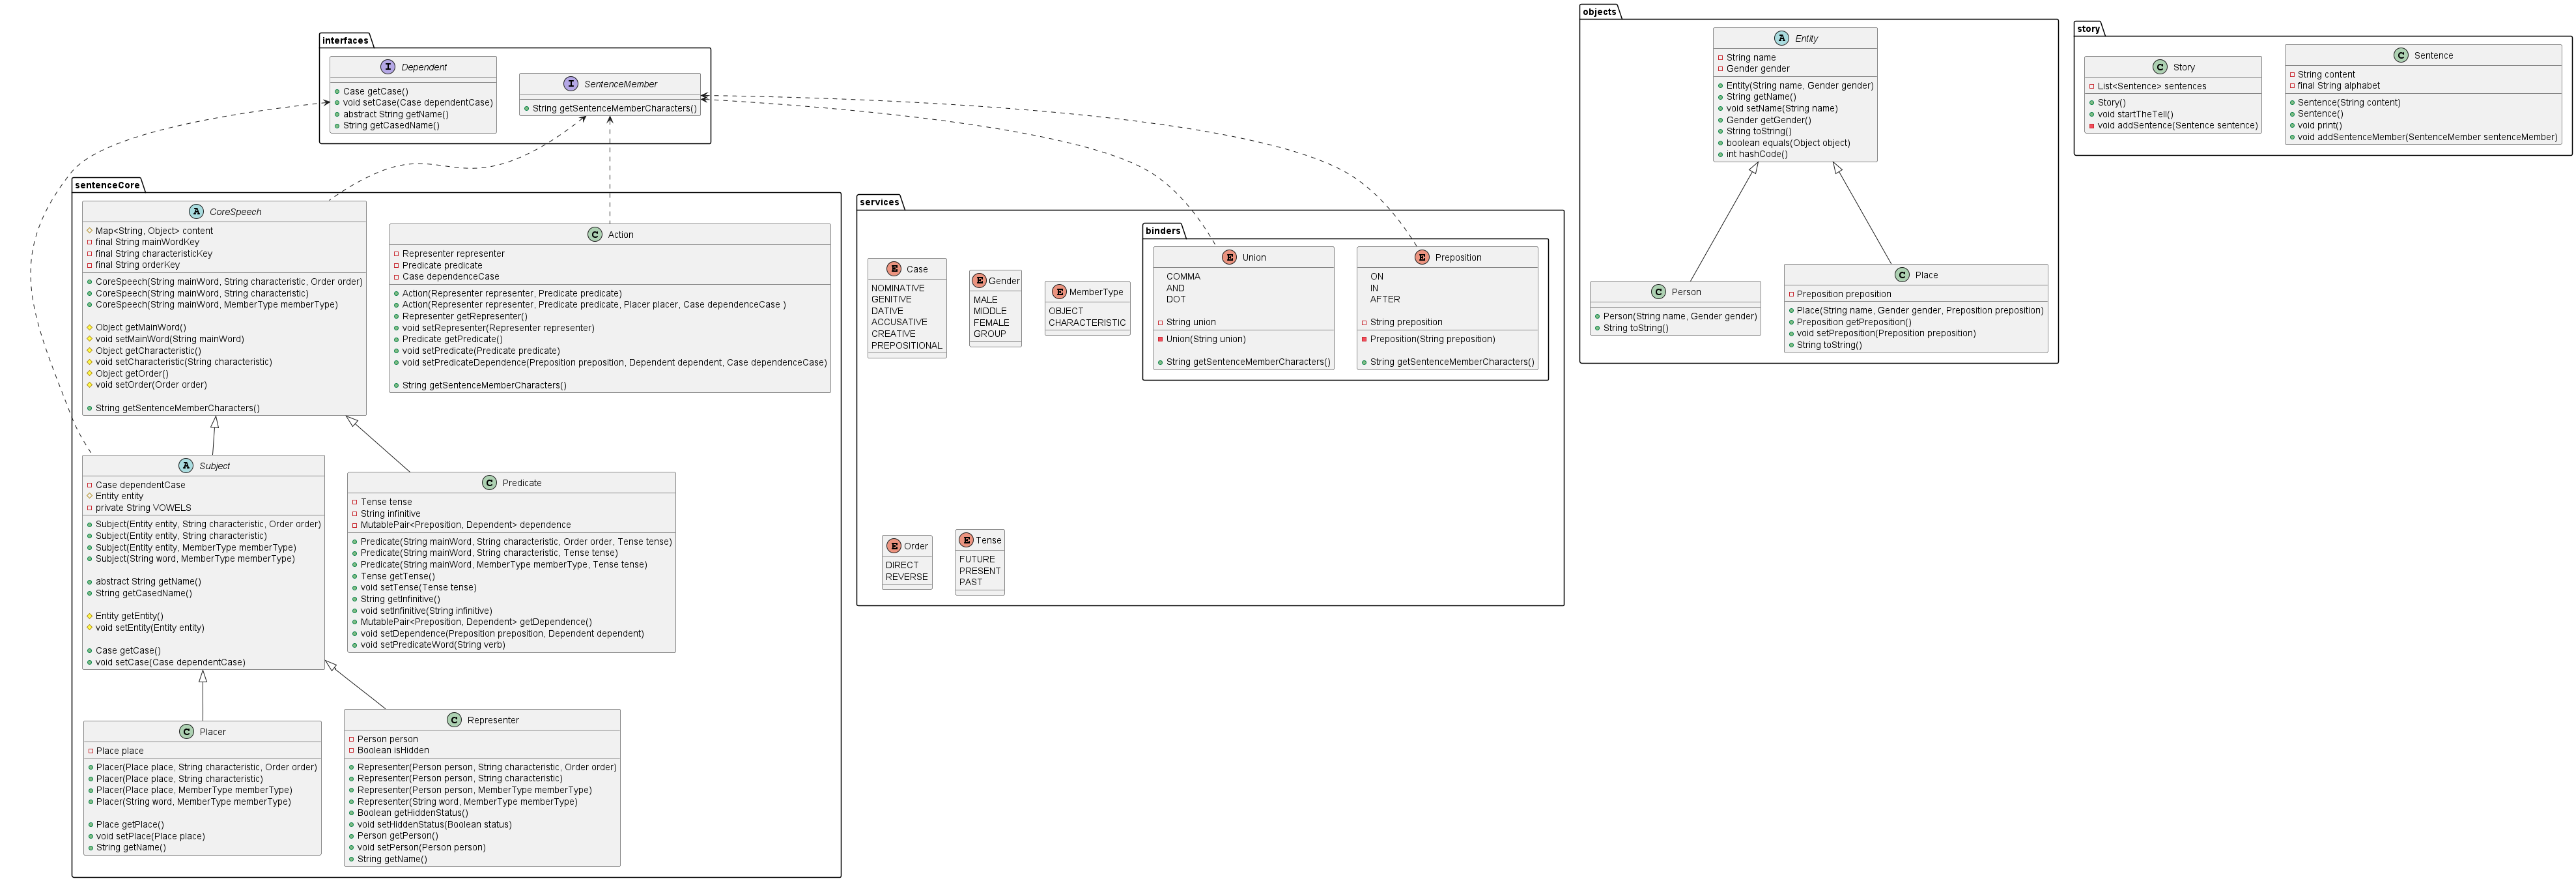 interfaces
Dependent
Case getCase()
void setCase(Case dependentCase)
abstract String getName()
String getCasedName()
SentenceMember
String getSentenceMemberCharacters()
sentenceCore
CoreSpeech
Map<String, Object> content
final String mainWordKey
final String characteristicKey
final String orderKey
CoreSpeech(String mainWord, String characteristic, Order order)
CoreSpeech(String mainWord, String characteristic)
CoreSpeech(String mainWord, MemberType memberType)
Object getMainWord()
void setMainWord(String mainWord)
Object getCharacteristic()
void setCharacteristic(String characteristic)
Object getOrder()
void setOrder(Order order)
String getSentenceMemberCharacters()
Action
Representer representer
Predicate predicate
Case dependenceCase
Action(Representer representer, Predicate predicate)
Action(Representer representer, Predicate predicate, Placer placer, Case dependenceCase )
Representer getRepresenter()
void setRepresenter(Representer representer)
Predicate getPredicate()
void setPredicate(Predicate predicate)
void setPredicateDependence(Preposition preposition, Dependent dependent, Case dependenceCase)
String getSentenceMemberCharacters()
Subject
Case dependentCase
Entity entity
private String VOWELS
Subject(Entity entity, String characteristic, Order order)
Subject(Entity entity, String characteristic)
Subject(Entity entity, MemberType memberType)
Subject(String word, MemberType memberType)
abstract String getName()
String getCasedName()
Entity getEntity()
void setEntity(Entity entity)
Case getCase()
void setCase(Case dependentCase)
Predicate
Tense tense
String infinitive
MutablePair<Preposition, Dependent> dependence
Predicate(String mainWord, String characteristic, Order order, Tense tense)
Predicate(String mainWord, String characteristic, Tense tense)
Predicate(String mainWord, MemberType memberType, Tense tense)
Tense getTense()
void setTense(Tense tense)
String getInfinitive()
void setInfinitive(String infinitive)
MutablePair<Preposition, Dependent> getDependence()
void setDependence(Preposition preposition, Dependent dependent)
void setPredicateWord(String verb)
Placer
Place place
Placer(Place place, String characteristic, Order order)
Placer(Place place, String characteristic)
Placer(Place place, MemberType memberType)
Placer(String word, MemberType memberType)
Place getPlace()
void setPlace(Place place)
String getName()
Representer
Person person
Boolean isHidden
Representer(Person person, String characteristic, Order order)
Representer(Person person, String characteristic)
Representer(Person person, MemberType memberType)
Representer(String word, MemberType memberType)
Boolean getHiddenStatus()
void setHiddenStatus(Boolean status)
Person getPerson()
void setPerson(Person person)
String getName()
services
Case
NOMINATIVE
GENITIVE
DATIVE
ACCUSATIVE
CREATIVE
PREPOSITIONAL
Gender
MALE
MIDDLE
FEMALE
GROUP
MemberType
OBJECT
CHARACTERISTIC
binders
Union
COMMA
AND
DOT
String union
Union(String union)
String getSentenceMemberCharacters()
Preposition
ON
IN
AFTER
String preposition
Preposition(String preposition)
String getSentenceMemberCharacters()
Order
DIRECT
REVERSE
Tense
FUTURE
PRESENT
PAST
objects
Entity
String name
Gender gender
Entity(String name, Gender gender)
String getName()
void setName(String name)
Gender getGender()
String toString()
boolean equals(Object object)
int hashCode()
Person
Person(String name, Gender gender)
String toString()
Place
Preposition preposition
Place(String name, Gender gender, Preposition preposition)
Preposition getPreposition()
void setPreposition(Preposition preposition)
String toString()
story
Story
List<Sentence> sentences
Story()
void startTheTell()
void addSentence(Sentence sentence)
Sentence
String content
final String alphabet
Sentence(String content)
Sentence()
void print()
void addSentenceMember(SentenceMember sentenceMember)